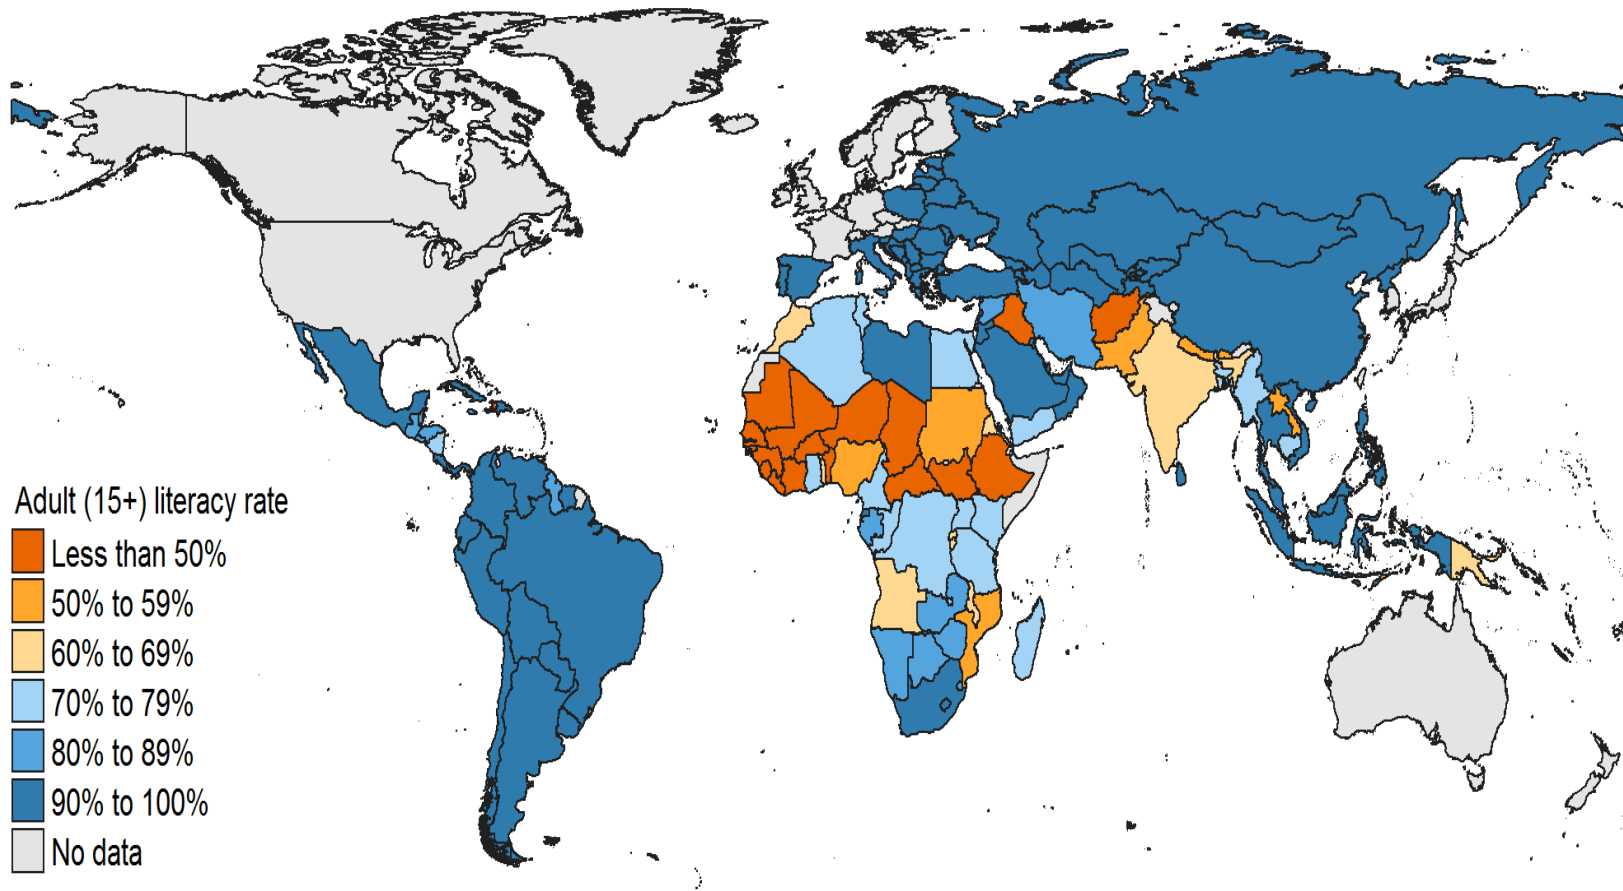 Adult (15+) literacy rate
Less than 50%
50% to 59%
60% to 69%
70% to 79%
80% to 89%
90% to 100%
No data